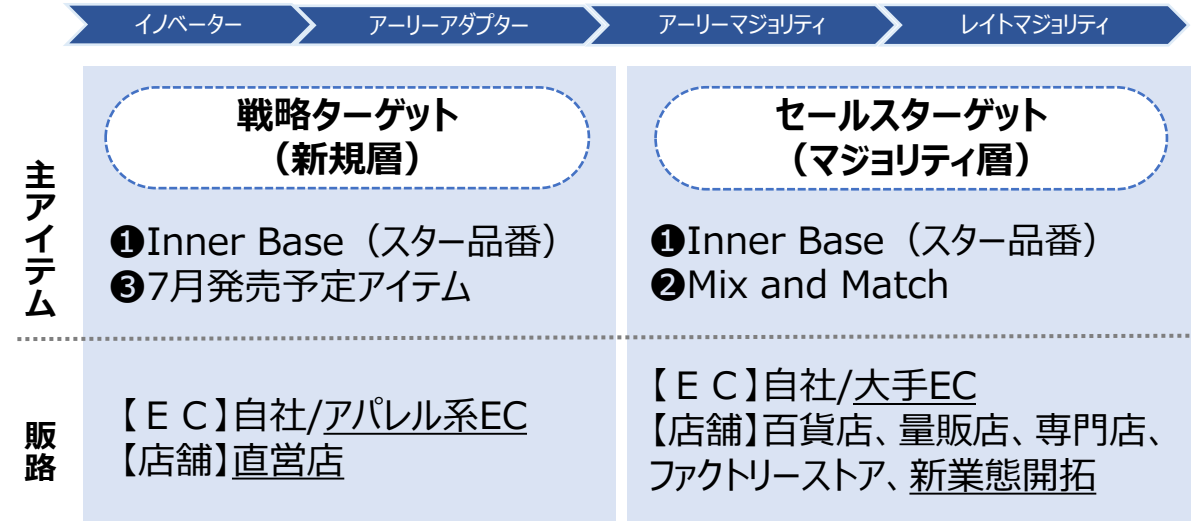 イノベーター
アーリーアダプター
アーリーマジョリティ
レイトマジョリティ
戦略ターゲット
（新規層）
セールスターゲット
（マジョリティ層）
主アイテム
❶Inner Base（スター品番）
❸7月発売予定アイテム
❶Inner Base（スター品番）
❷Mix and Match
販路
【ＥＣ】自社/アパレル系EC
【店舗】直営店
【ＥＣ】自社/大手EC
【店舗】百貨店、量販店、専門店、
ファクトリーストア、新業態開拓